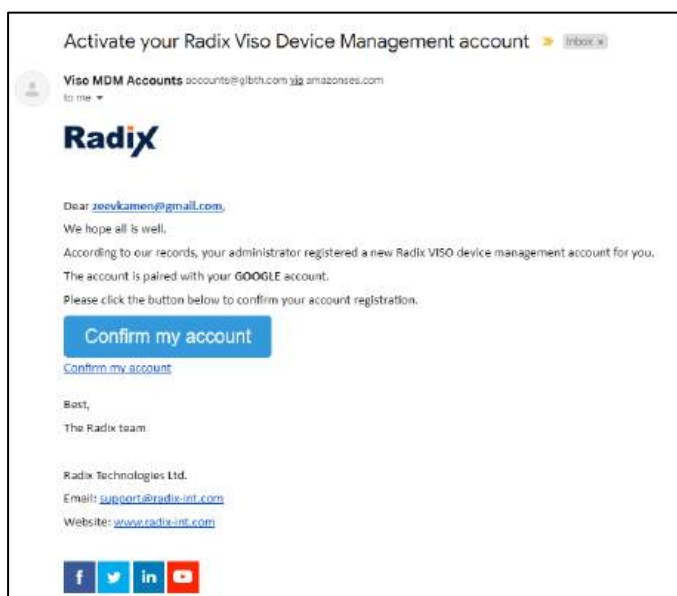 Activate your Radix Viso Device Management account Inbox x
Viso MDM Accounts accounts@glbth.com via amazonses.com
to me
Radix
Dear zeevkamen@gmail.com,
We hope all is well.
According to our records, your administrator registered a new Radix VISO device management account for you.
The account is paired with your GOOGLE account.
Please click the button below to confirm your account registration.
Confirm my account
Confirm my account
Best,
The Radix team
Radix Technologies Ltd.
Email: support@radix-int.com
Website: www.radix-int.com
f in